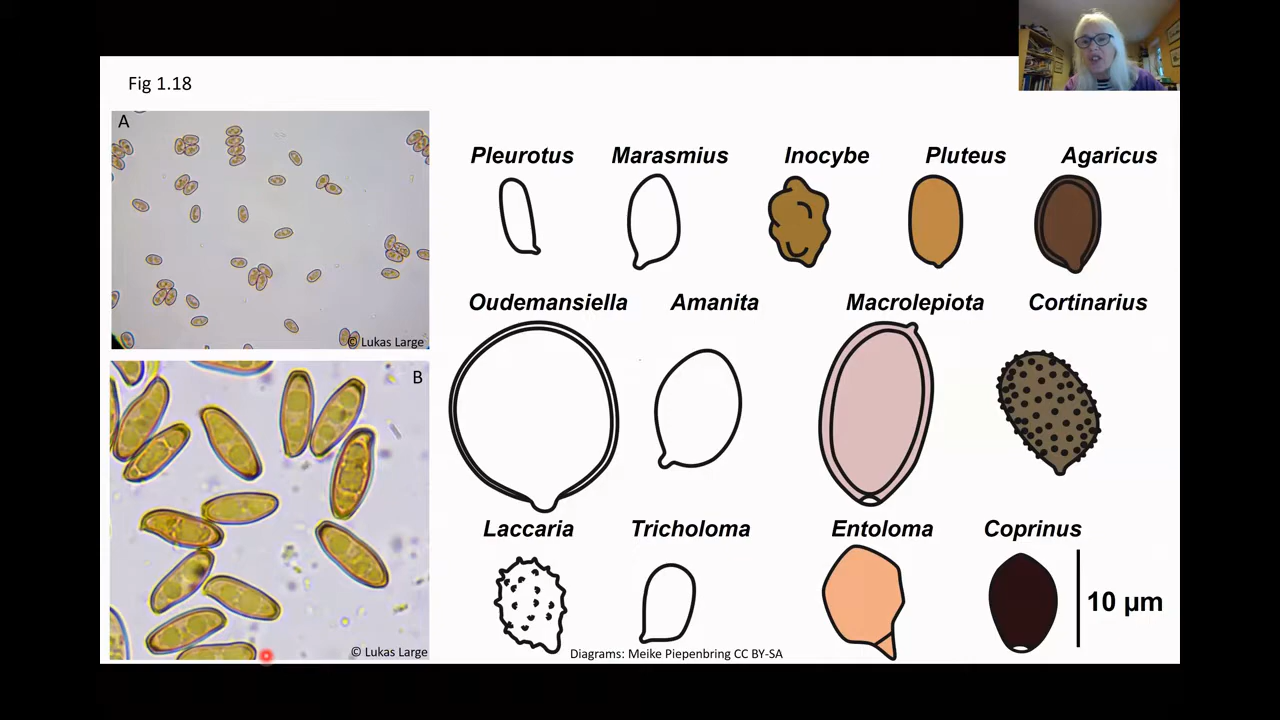 Fig 1.18
A
© Lukas Large
B
© Lukas Large
Pleurotus Marasmius Inocybe Pluteus Agaricus
Oudemansiella Amanita Macrolepiota Cortinarius
Laccaria Tricholoma Entoloma Coprinus
10 µm
Diagrams: Meike Piepenbring CC BY-SA